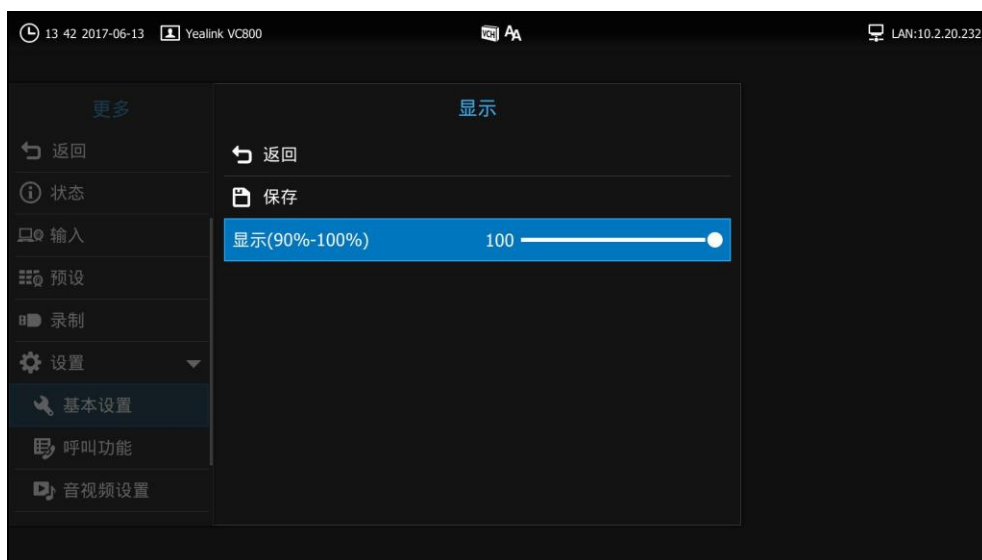 13 42 2017-06-13 Yealink VC800 VCH AA LAN:10.2.20.232
更多
返回
状态
输入
预设
录制
设置
基本设置
呼叫功能
音视频设置
显示
返回
保存
显示(90%-100%) 100